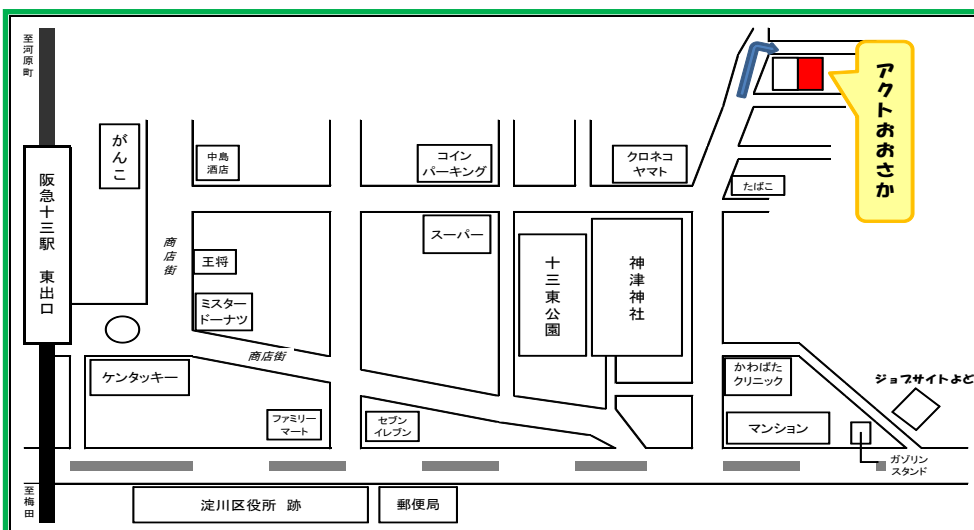 至河原町
阪急十三駅 東出口
至梅田
がんこ
中島
酒店
コイン
パーキング
クロネコ
ヤマト
アクトおおさか
たばこ
商店街
王将
ミスター
ドーナツ
スーパー
十三東公園
神津神社
商店街
ケンタッキー
ファミリー
マート
セブン
イレブン
かわばた
クリニック
マンション
ジョブサイトよど
ガソリン
スタンド
淀川区役所 跡
郵便局